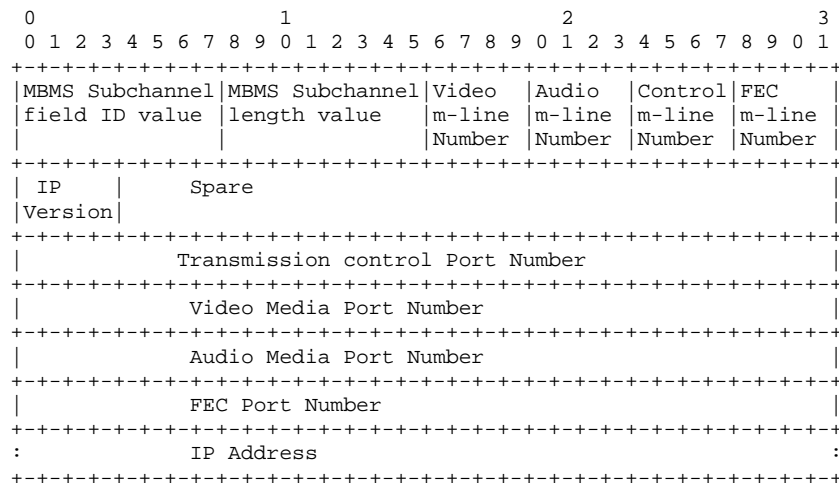 0                   1                   2                   3
0 1 2 3 4 5 6 7 8 9 0 1 2 3 4 5 6 7 8 9 0 1 2 3 4 5 6 7 8 9 0 1
+-+-+-+-+-+-+-+-+-+-+-+-+-+-+-+-+-+-+-+-+-+-+-+-+-+-+-+-+-+-+-+-+
|MBMS Subchannel|MBMS Subchannel|Video  |Audio  |Control|FEC    |
|field ID value |length value   |m-line |m-line |m-line |m-line |
|               |               |Number |Number |Number |Number |
+-+-+-+-+-+-+-+-+-+-+-+-+-+-+-+-+-+-+-+-+-+-+-+-+-+-+-+-+-+-+-+-+
| IP    |     Spare                                             |
|Version|                                                       |
+-+-+-+-+-+-+-+-+-+-+-+-+-+-+-+-+-+-+-+-+-+-+-+-+-+-+-+-+-+-+-+-+
|            Transmission control Port Number                   |
+-+-+-+-+-+-+-+-+-+-+-+-+-+-+-+-+-+-+-+-+-+-+-+-+-+-+-+-+-+-+-+-+
|             Video Media Port Number                           |
+-+-+-+-+-+-+-+-+-+-+-+-+-+-+-+-+-+-+-+-+-+-+-+-+-+-+-+-+-+-+-+-+
|             Audio Media Port Number                           |
+-+-+-+-+-+-+-+-+-+-+-+-+-+-+-+-+-+-+-+-+-+-+-+-+-+-+-+-+-+-+-+-+
|             FEC Port Number                                   |
+-+-+-+-+-+-+-+-+-+-+-+-+-+-+-+-+-+-+-+-+-+-+-+-+-+-+-+-+-+-+-+-+
:             IP Address                                        :
+-+-+-+-+-+-+-+-+-+-+-+-+-+-+-+-+-+-+-+-+-+-+-+-+-+-+-+-+-+-+-+-+